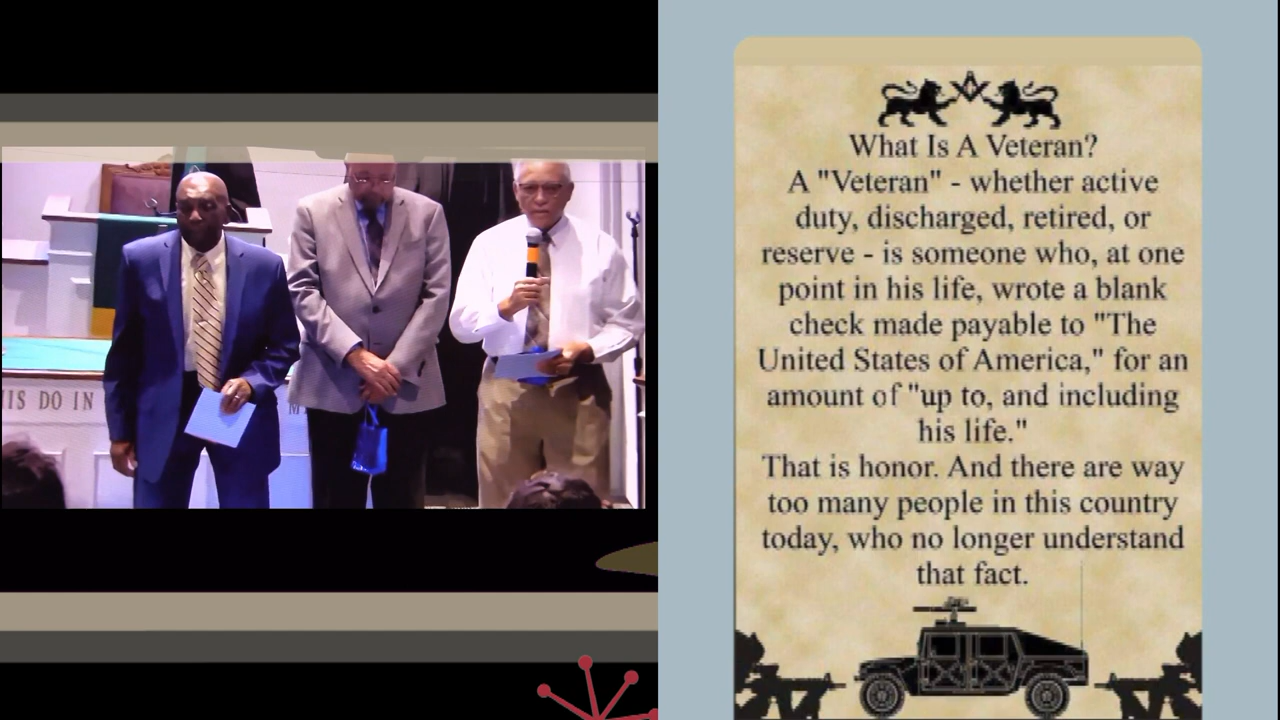 HIS DO IN
M
What Is A Veteran?
A "Veteran" - whether active
duty, discharged, retired, or
reserve - is someone who, at one
point in his life, wrote a blank
check made payable to "The
United States of America," for an
amount of "up to, and including
his life."
That is honor. And there are way
too many people in this country
today, who no longer understand
that fact.